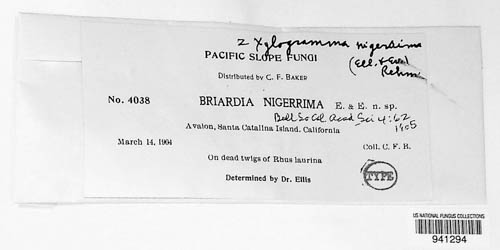 Xylogramma nigerrima
(Ell. & Ever.)
Rehm
PACIFIC SLOPE FUNGI
Distributed by C. F. BAKER
No. 4038
BRIARDIA NIGERRIMA E. & E. n. sp.
Bull So Cal. Acad. Sci 4:62
1905
Avalon, Santa Catalina Island. California
March 14, 1904
Coll. C. F. B.
On dead twigs of Rhus laurina
Determined by Dr. Ellis
TYPE
US NATIONAL FUNGUS COLLECTIONS
941294